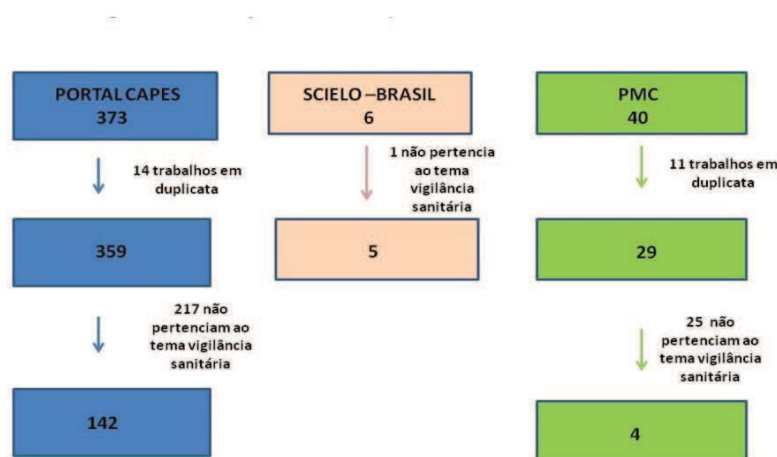 PORTAL CAPES
373
14 trabalhos em
duplicata
359
217 não
pertenciam ao
tema vigilância
sanitária
142
SCIELO –BRASIL
6
1 não pertencia
ao tema
vigilância
sanitária
5
PMC
40
11 trabalhos em
duplicata
29
25 não
pertenciam ao
tema vigilância
sanitária
4